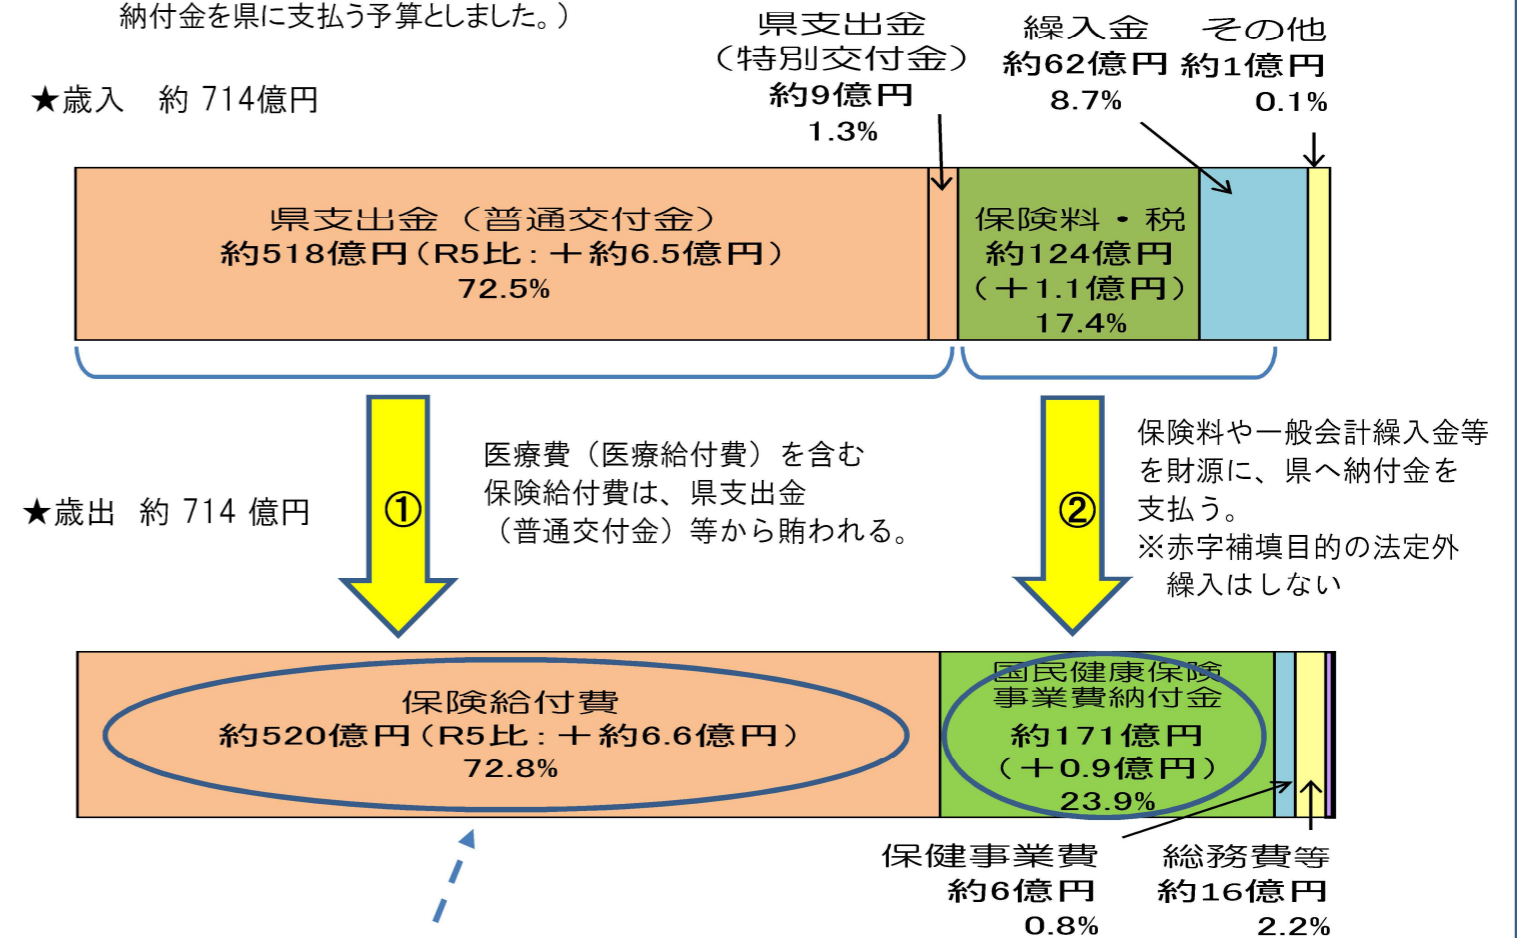 納付金を県に支払う予算としました。）
★歳入　約 714億円
県支出金
（特別交付金）
約9億円
1.3%
繰入金
約62億円
8.7%
その他
約1億円
0.1%
県支出金（普通交付金）
約518億円（R5比：＋約6.5億円）
72.5%
保険料・税
約124億円
（＋1.1億円）
17.4%
①
医療費（医療給付費）を含む
保険給付費は、県支出金
（普通交付金）等から賄われる。
②
保険料や一般会計繰入金等
を財源に、県へ納付金を
支払う。
※赤字補填目的の法定外
繰入はしない
★歳出　約 714 億円
保険給付費
約520億円（R5比：＋約6.6億円）
72.8%
国民健康保険
事業費納付金
約171億円
（＋0.9億円）
23.9%
保健事業費
約6億円
0.8%
総務費等
約16億円
2.2%